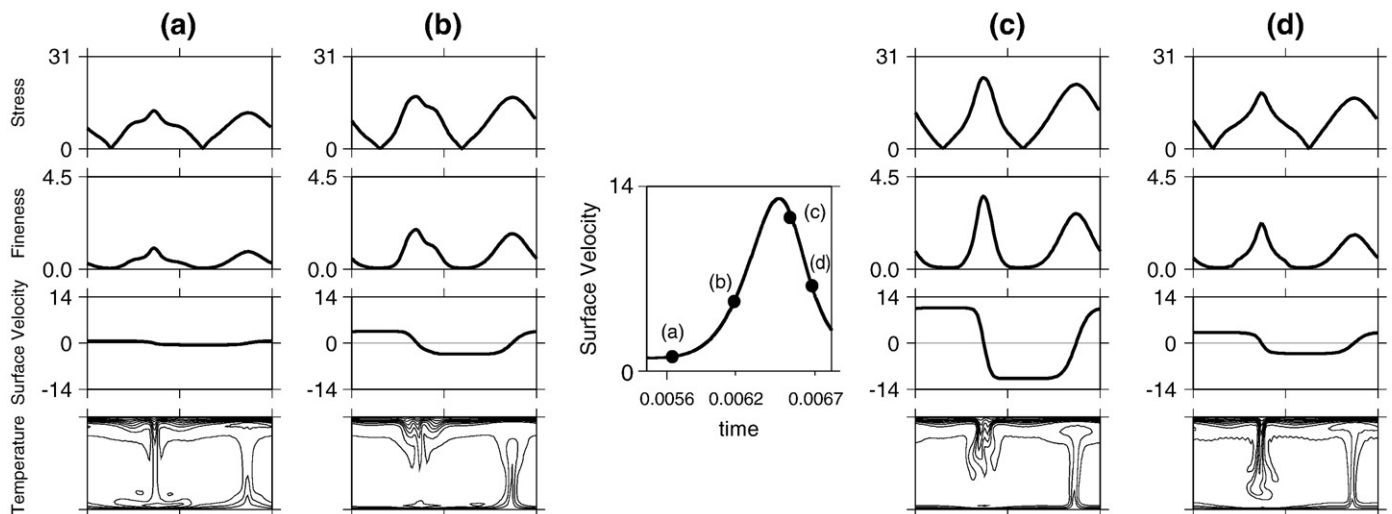 (a)
(b)
(c)
(d)
Stress
31
0
31
0
31
0
31
0
Fineness
4.5
0.0
4.5
0.0
4.5
0.0
4.5
0.0
Surface Velocity
14
0
-14
14
0
-14
14
0
-14
14
0
-14
Temperature
Surface Velocity
14
0
(a)
(b)
(c)
(d)
0.0056 0.0062 0.0067
time